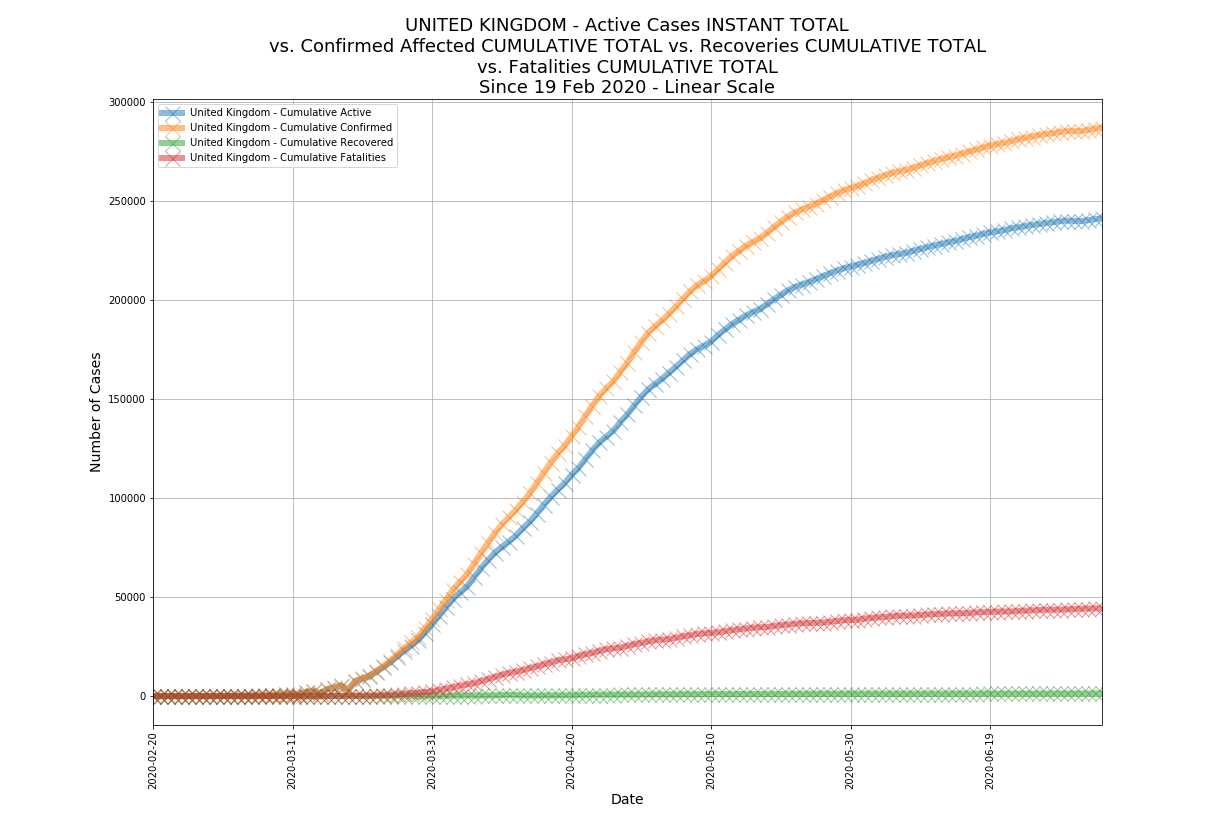 UNITED KINGDOM - Active Cases INSTANT TOTAL
vs. Confirmed Affected CUMULATIVE TOTAL vs. Recoveries CUMULATIVE TOTAL
vs. Fatalities CUMULATIVE TOTAL
Since 19 Feb 2020 - Linear Scale
United Kingdom - Cumulative Active
United Kingdom - Cumulative Confirmed
United Kingdom - Cumulative Recovered
United Kingdom - Cumulative Fatalities
Number of Cases
300000
250000
200000
150000
100000
50000
0
2020-02-20
2020-03-11
2020-03-31
2020-04-20
2020-05-10
2020-05-30
2020-06-19
Date